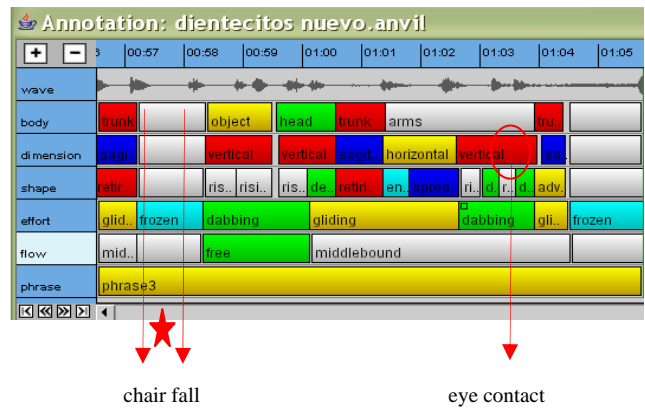 Annotation: dientecitos nuevo.anvil
+ − 00:57 00:58 00:59 01:00 01:01 01:02 01:03 01:04 01:05
wave
body trunk object head trunk arms tru..
dimension sagi.. vertical vertical sagit.. horizontal vertical sa..
shape retir.. ris.. risi.. ris.. de.. retird.. en.. sprea.. ri.. d. r.. d.. adv.
effort glid.. frozen dabbing gliding dabbing gli.. frozen
flow mid.. free middlebound
phrase phrase3
chair fall eye contact